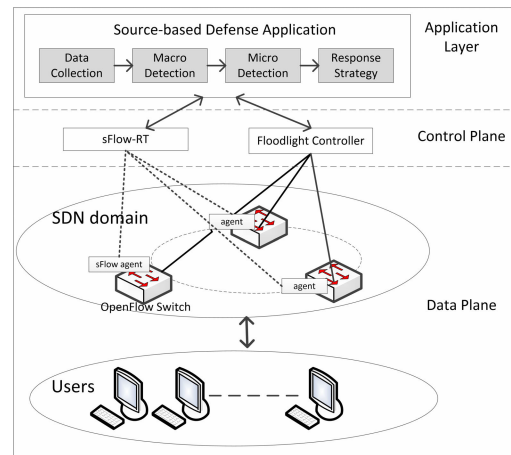 Source-based Defense Application
Application
Layer
Data
Collection
Macro
Detection
Micro
Detection
Response
Strategy
sFlow-RT
Floodlight Controller
Control Plane
SDN domain
agent
sFlow agent
agent
OpenFlow Switch
Data Plane
Users